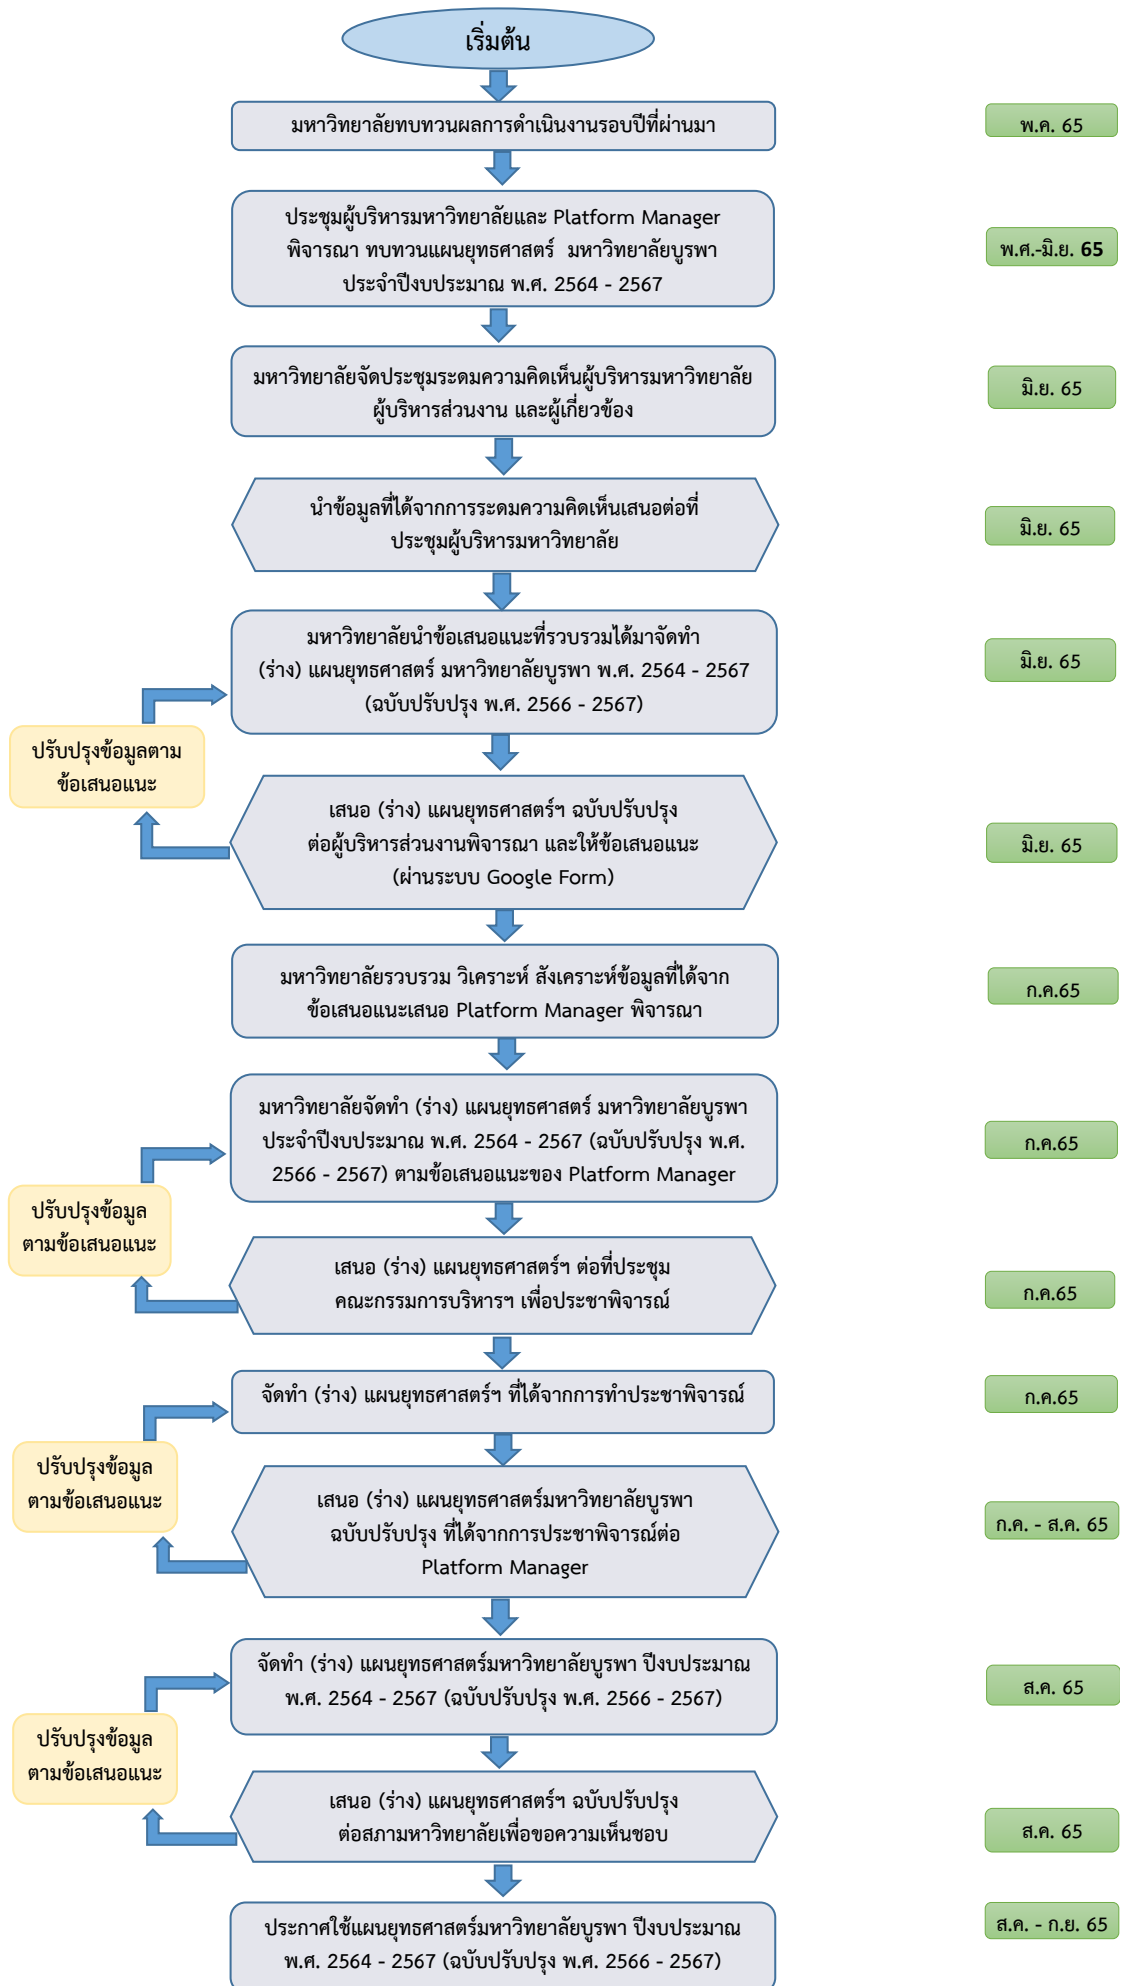 เริ่มต้น
มหาวิทยาลัยทบทวนผลการดำเนินงานรอบปีที่ผ่านมา
พ.ค. 65
ประชุมผู้บริหารมหาวิทยาลัยและ Platform Manager
พิจารณา ทบทวนแผนยุทธศาสตร์ มหาวิทยาลัยบูรพา
ประจำปีงบประมาณ พ.ศ. 2564 - 2567
พ.ศ.-มิ.ย. 65
มหาวิทยาลัยจัดประชุมระดมความคิดเห็นผู้บริหารมหาวิทยาลัย
ผู้บริหารส่วนงาน และผู้เกี่ยวข้อง
มิ.ย. 65
นำข้อมูลที่ได้จากการระดมความคิดเห็นเสนอต่อที่
ประชุมผู้บริหารมหาวิทยาลัย
มิ.ย. 65
มหาวิทยาลัยนำข้อเสนอแนะที่รวบรวมได้มาจัดทำ
(ร่าง) แผนยุทธศาสตร์ มหาวิทยาลัยบูรพา พ.ศ. 2564 - 2567
(ฉบับปรับปรุง พ.ศ. 2566 - 2567)
มิ.ย. 65
ปรับปรุงข้อมูลตาม
ข้อเสนอแนะ
เสนอ (ร่าง) แผนยุทธศาสตร์ฯ ฉบับปรับปรุง
ต่อผู้บริหารส่วนงานพิจารณา และให้ข้อเสนอแนะ
(ผ่านระบบ Google Form)
มิ.ย. 65
มหาวิทยาลัยรวบรวม วิเคราะห์ สังเคราะห์ข้อมูลที่ได้จาก
ข้อเสนอแนะเสนอ Platform Manager พิจารณา
ก.ค.65
มหาวิทยาลัยจัดทำ (ร่าง) แผนยุทธศาสตร์ มหาวิทยาลัยบูรพา
ประจำปีงบประมาณ พ.ศ. 2564 - 2567 (ฉบับปรับปรุง พ.ศ.
2566 - 2567) ตามข้อเสนอแนะของ Platform Manager
ก.ค.65
ปรับปรุงข้อมูล
ตามข้อเสนอแนะ
เสนอ (ร่าง) แผนยุทธศาสตร์ฯ ต่อที่ประชุม
คณะกรรมการบริหารฯ เพื่อประชาพิจารณ์
ก.ค.65
จัดทำ (ร่าง) แผนยุทธศาสตร์ฯ ที่ได้จากการทำประชาพิจารณ์
ก.ค.65
ปรับปรุงข้อมูล
ตามข้อเสนอแนะ
เสนอ (ร่าง) แผนยุทธศาสตร์มหาวิทยาลัยบูรพา
ฉบับปรับปรุง ที่ได้จากการประชาพิจารณ์ต่อ
Platform Manager
ก.ค. - ส.ค. 65
จัดทำ (ร่าง) แผนยุทธศาสตร์มหาวิทยาลัยบูรพา ปีงบประมาณ
พ.ศ. 2564 - 2567 (ฉบับปรับปรุง พ.ศ. 2566 - 2567)
ส.ค. 65
ปรับปรุงข้อมูล
ตามข้อเสนอแนะ
เสนอ (ร่าง) แผนยุทธศาสตร์ฯ ฉบับปรับปรุง
ต่อสภามหาวิทยาลัยเพื่อขอความเห็นชอบ
ส.ค. 65
ประกาศใช้แผนยุทธศาสตร์มหาวิทยาลัยบูรพา ปีงบประมาณ
พ.ศ. 2564 - 2567 (ฉบับปรับปรุง พ.ศ. 2566 - 2567)
ส.ค. - ก.ย. 65